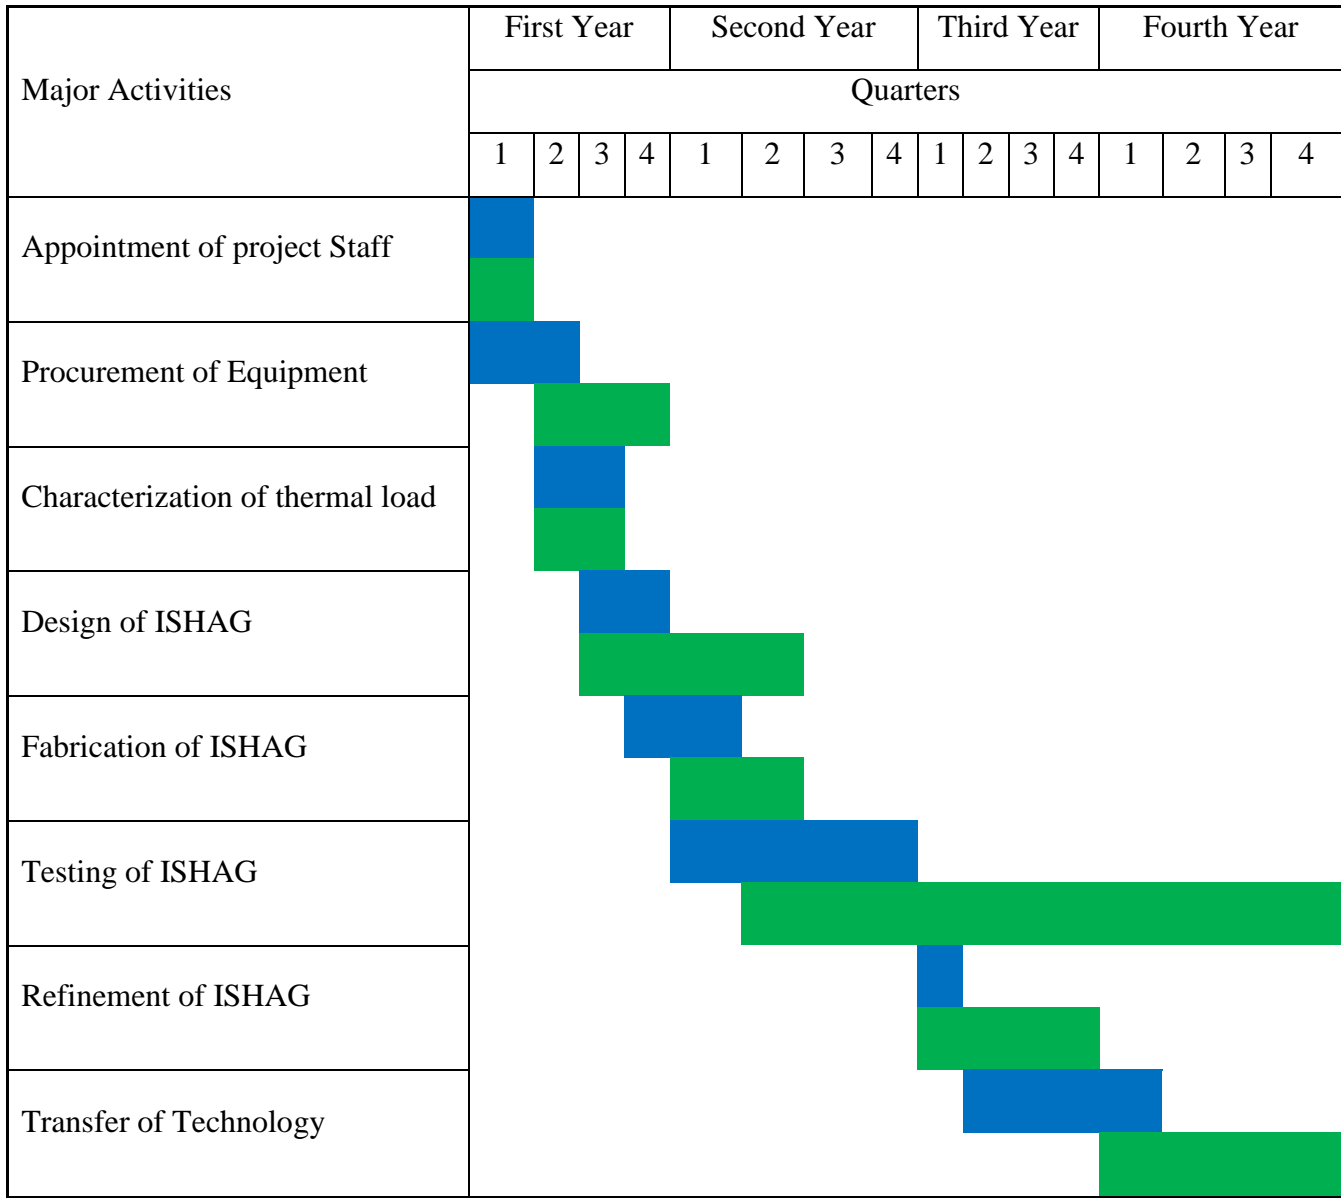 First Year Second Year Third Year Fourth Year
Major Activities
Quarters
1 2 3 4 1 2 3 4 1 2 3 4 1 2 3 4
Appointment of project Staff
Procurement of Equipment
Characterization of thermal load
Design of ISHAG
Fabrication of ISHAG
Testing of ISHAG
Refinement of ISHAG
Transfer of Technology